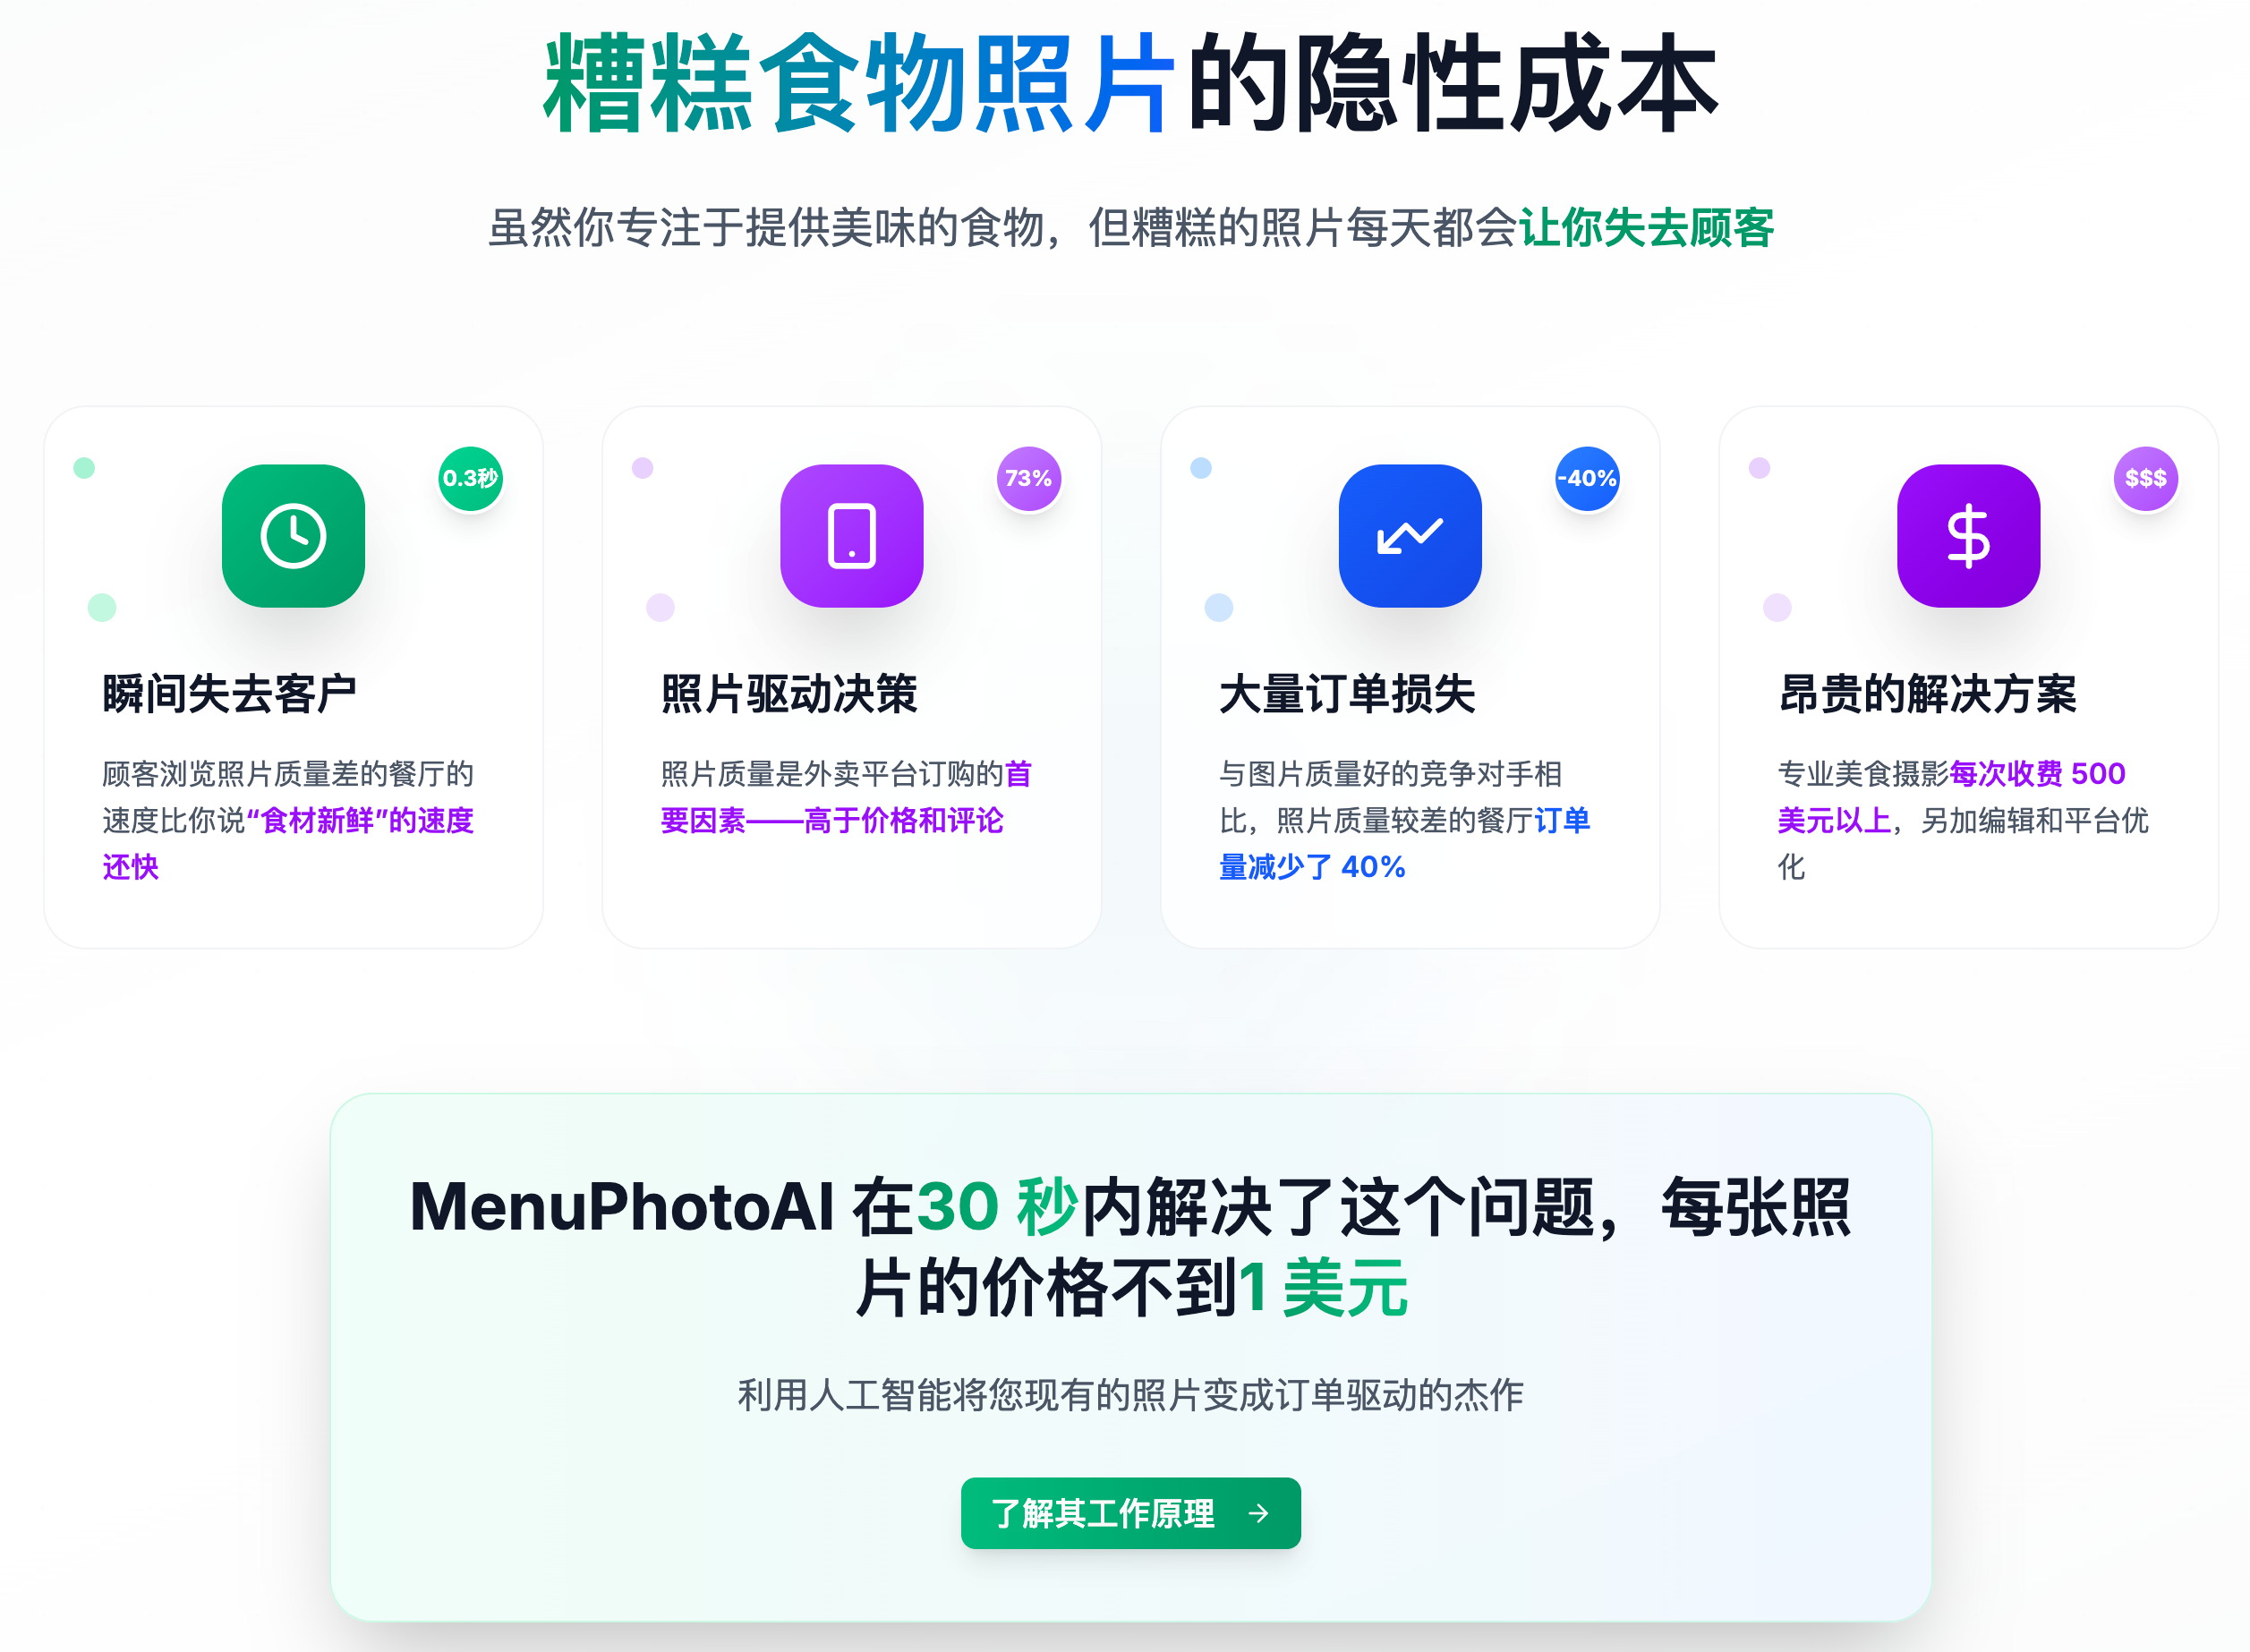 糟糕食物照片的隐性成本
虽然你专注于提供美味的食物，但糟糕的照片每天都会让你失去顾客
0.3秒
瞬间失去客户
顾客浏览照片质量差的餐厅的
速度比你说“食材新鲜”的速度
还快
73%
照片驱动决策
照片质量是外卖平台订购的首
要因素——高于价格和评论
-40%
大量订单损失
与图片质量好的竞争对手相
比，照片质量较差的餐厅订单
量减少了 40%
$$$
昂贵的解决方案
专业美食摄影每次收费 500
美元以上，另加编辑和平台优
化
MenuPhotoAI 在30 秒内解决了这个问题，每张照
片的价格不到1 美元
利用人工智能将您现有的照片变成订单驱动的杰作
了解其工作原理 →